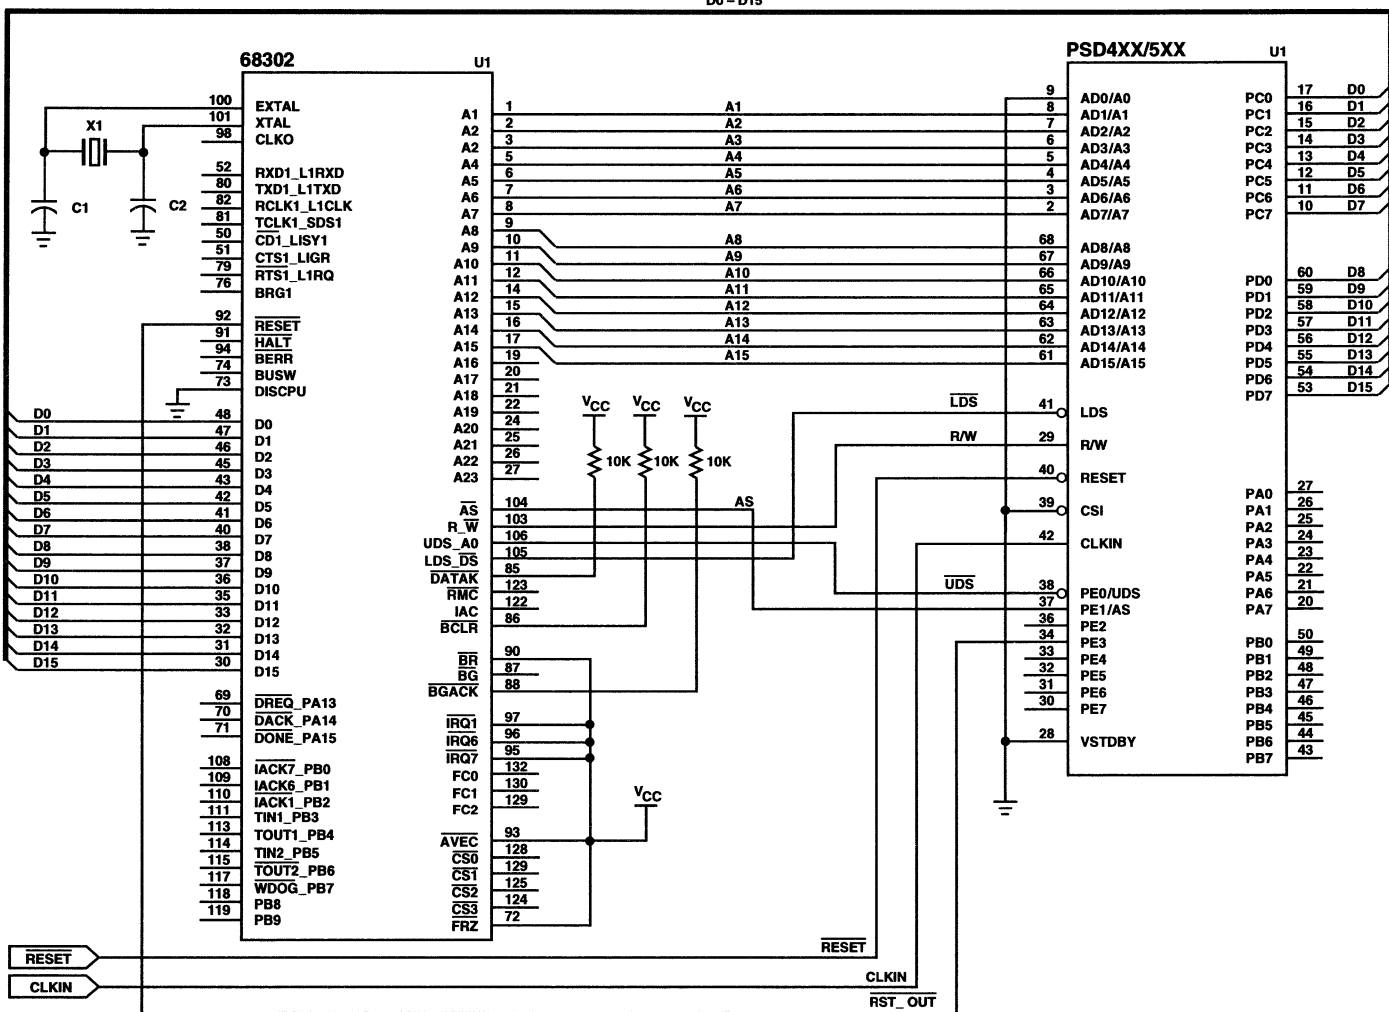 D0 – D15
68302
U1
100 EXTAL
101 XTAL
98 CLKO
X1
C1
C2
52 RXD1_L1RXD
80 TXD1_L1TXD
82 RCLK1_L1CLK
81 TCLK1_SDS1
50 CD1_LISY1
51 CTS1_LIGR
79 RTS1_L1RQ
76 BRG1
92 RESET
91 HALT
94 BERR
74 BUSW
73 DISCPU
D0 48 D0
D1 47 D1
D2 46 D2
D3 45 D3
D4 43 D4
D5 42 D5
D6 41 D6
D7 40 D7
D8 38 D8
D9 37 D9
D10 36 D10
D11 35 D11
D12 33 D12
D13 32 D13
D14 31 D14
D15 30 D15
69 DREQ_PA13
70 DACK_PA14
71 DONE_PA15
108 IACK7_PB0
109 IACK6_PB1
110 IACK1_PB2
111 TIN1_PB3
113 TOUT1_PB4
114 TIN2_PB5
115 TOUT2_PB6
117 WDOG_PB7
118 PB8
119 PB9
A1 1 A1
A2 2 A2
A2 3 A3
A4 5 A4
A5 6 A5
A6 7 A6
A7 8 A7
A8 9 A8
A9 10 A9
A10 11 A10
A11 12 A11
A12 14 A12
A13 15 A13
A14 16 A14
A15 17 A15
A16 19
A17 20
A18 21
A19 22
A20 24
A21 25
A22 26
A23 27
VCC VCC VCC
10K 10K 10K
AS 104 AS
R_W 103
UDS_A0 106
LDS_DS 105
DATAK 85
RMC 123
IAC 122
BCLR 86
BR 90
BG 87
BGACK 88
IRQ1 97
IRQ6 96
IRQ7 95
FC0 132
FC1 130
FC2 129
VCC
AVEC 93
CS0 128
CS1 129
CS2 125
CS3 124
FRZ 72
PSD4XX/5XX
U1
9 AD0/A0
8 AD1/A1
7 AD2/A2
6 AD3/A3
5 AD4/A4
4 AD5/A5
3 AD6/A6
2 AD7/A7
68 AD8/A8
67 AD9/A9
66 AD10/A10
65 AD11/A11
64 AD12/A12
63 AD13/A13
62 AD14/A14
61 AD15/A15
LDS 41 LDS
R/W 29 R/W
40 RESET
39 CSI
42 CLKIN
UDS 38 PE0/UDS
37 PE1/AS
36 PE2
34 PE3
33 PE4
32 PE5
31 PE6
30 PE7
28 VSTDBY
PC0 17 D0
PC1 16 D1
PC2 15 D2
PC3 14 D3
PC4 13 D4
PC5 12 D5
PC6 11 D6
PC7 10 D7
PD0 60 D8
PD1 59 D9
PD2 58 D10
PD3 57 D11
PD4 56 D12
PD5 55 D13
PD6 54 D14
PD7 53 D15
PA0 27
PA1 26
PA2 25
PA3 24
PA4 23
PA5 22
PA6 21
PA7 20
PB0 50
PB1 49
PB2 48
PB3 47
PB4 46
PB5 45
PB6 44
PB7 43
RESET RESET
CLKIN CLKIN
RST_ OUT